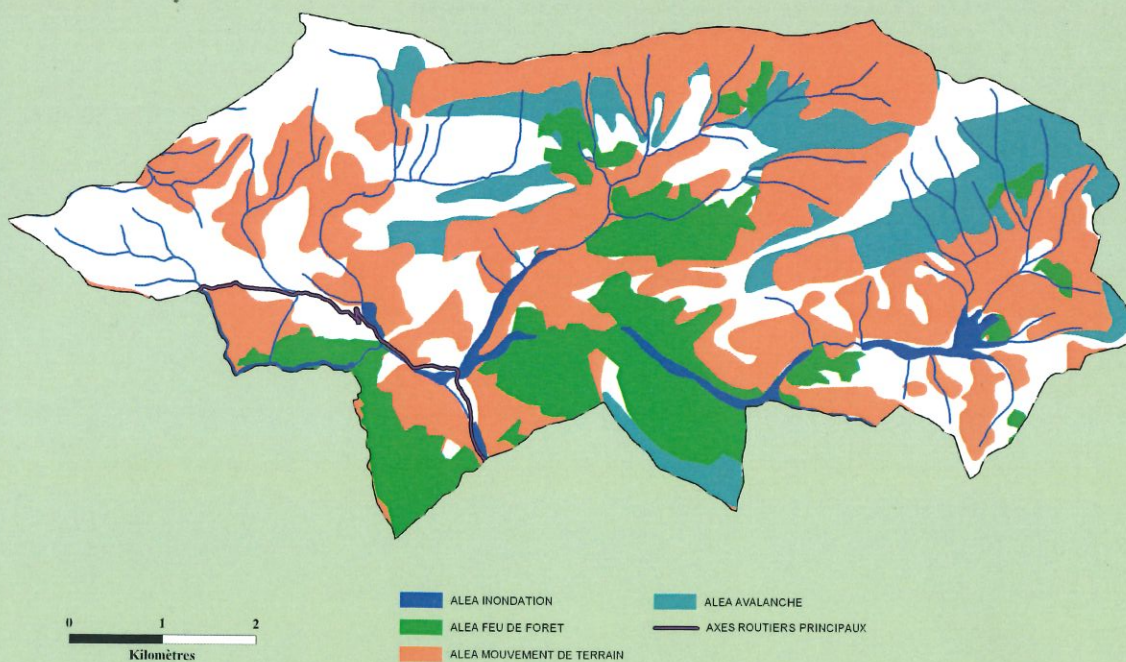 0 1 2
Kilomètres
ALEA INONDATION
ALEA FEU DE FORET
ALEA MOUVEMENT DE TERRAIN
ALEA AVALANCHE
AXES ROUTIERS PRINCIPAUX